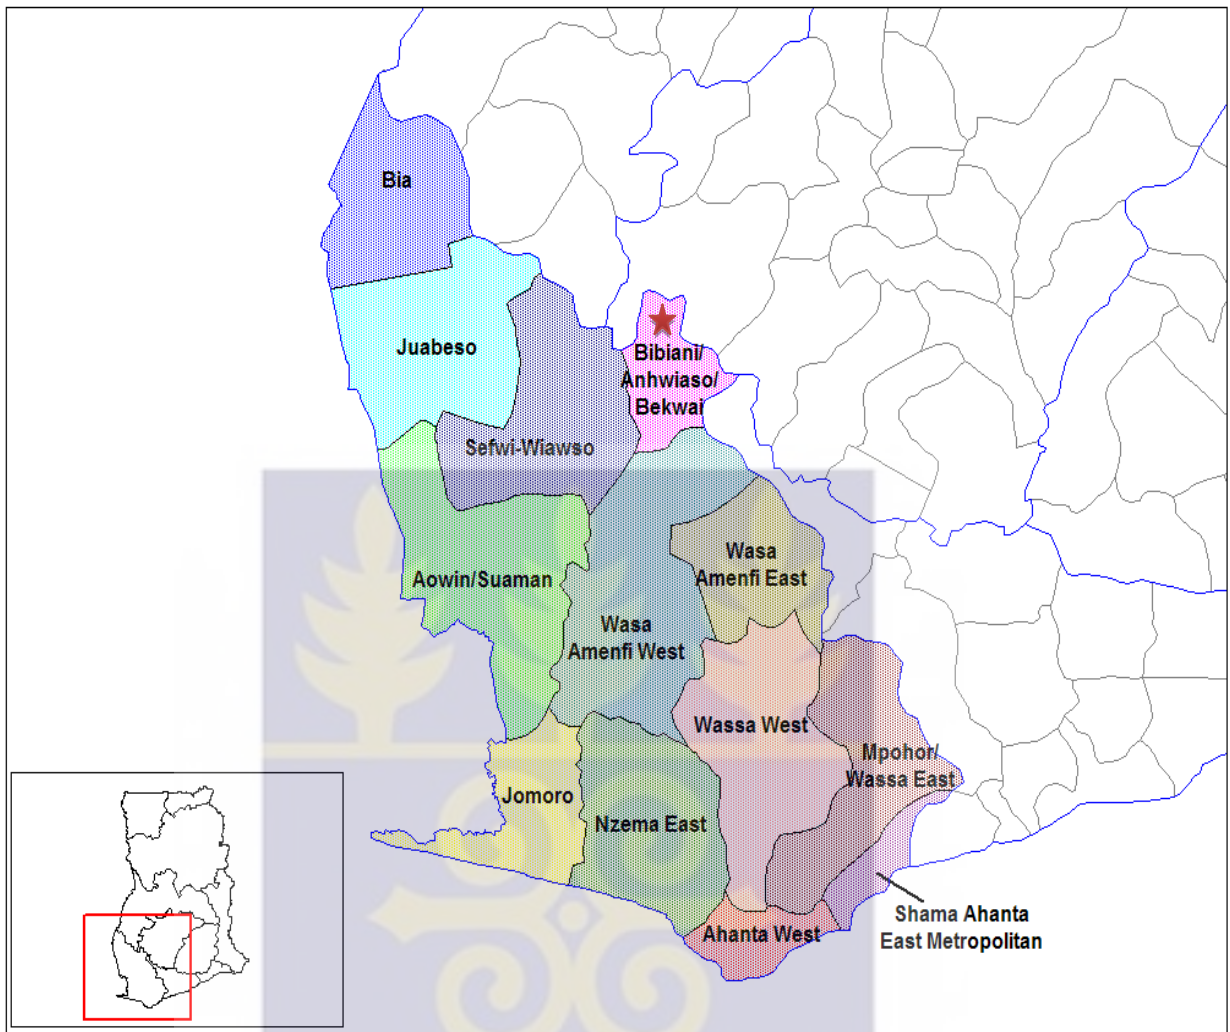 Bia
Juabeso
Bibiani/
Anhwiaso/
Bekwai
Sefwi-Wiawso
Wasa
Amenfi East
Aowin/Suaman
Wasa
Amenfi West
Wassa West
Mpohor/
Wassa East
Jomoro
Nzema East
Shama Ahanta
East Metropolitan
Ahanta West